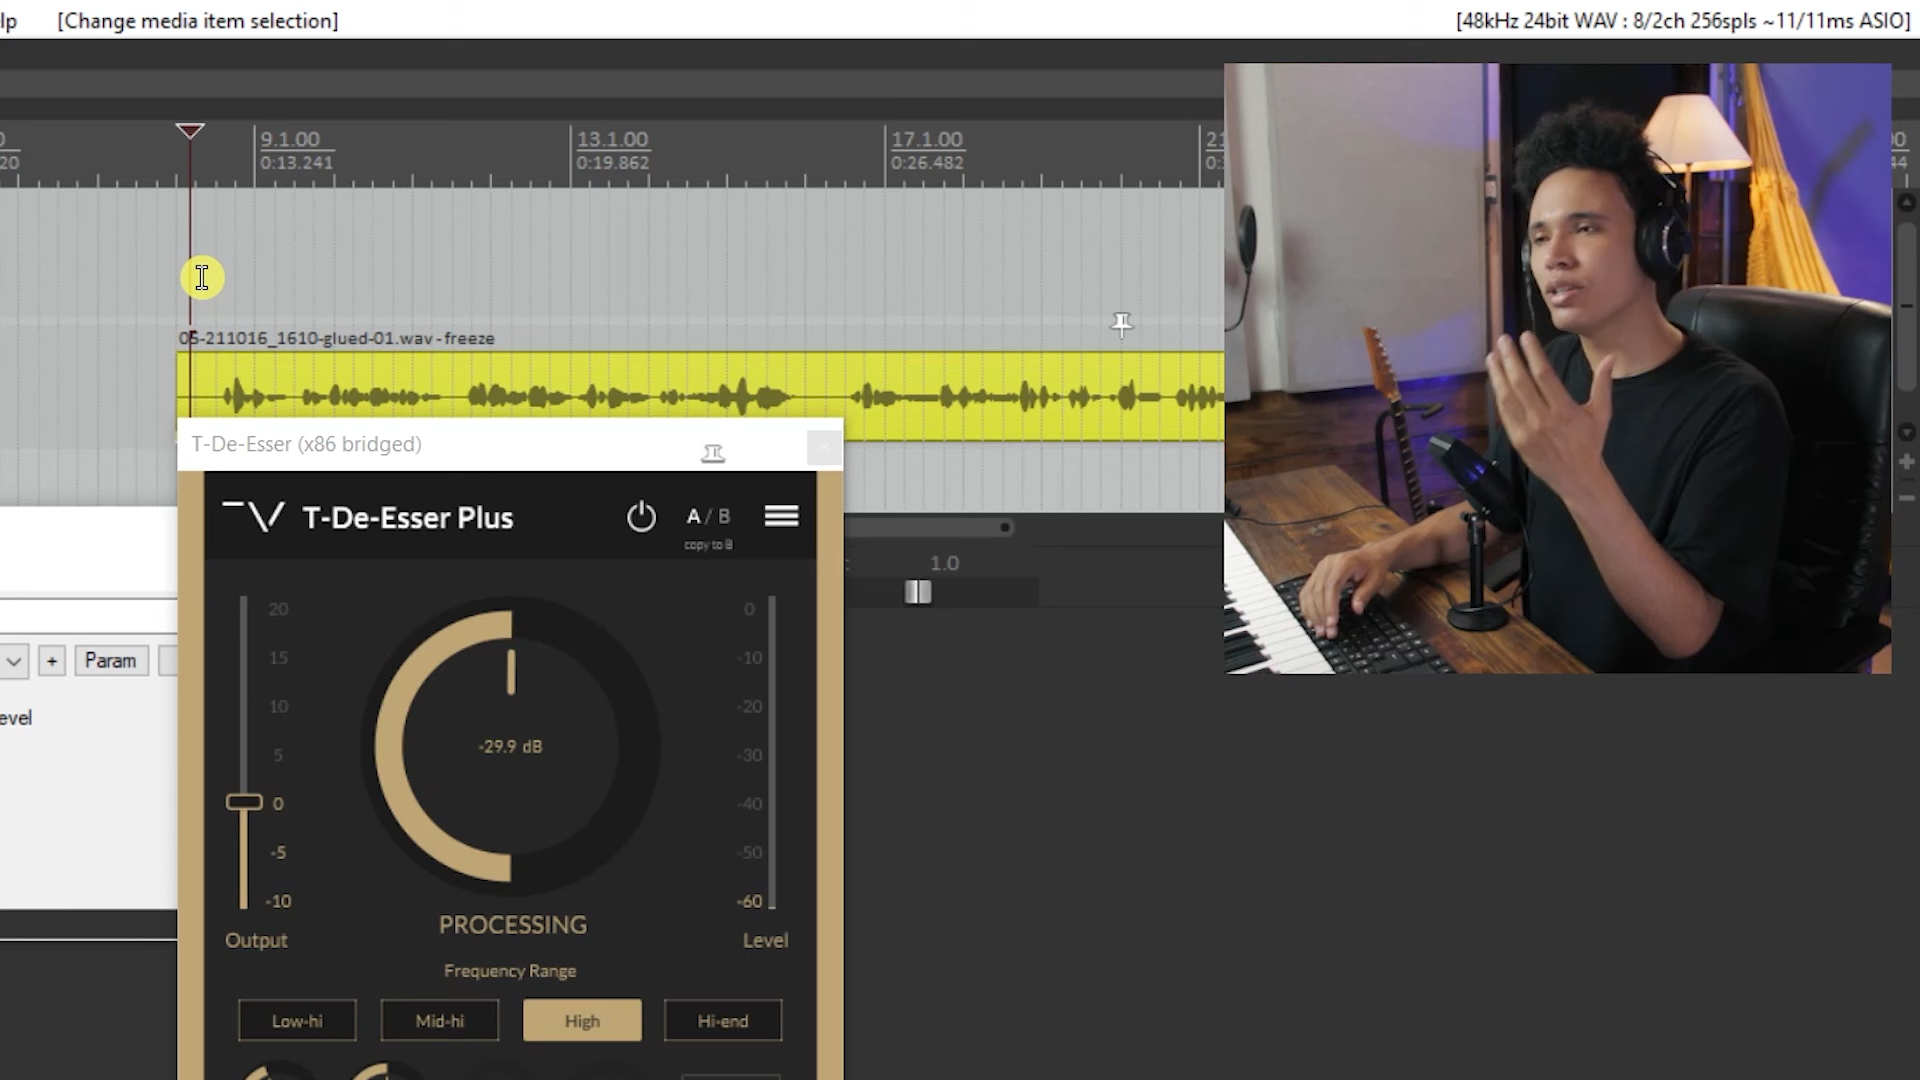 lp [Change media item selection] [48kHz 24bit WAV : 8/2ch 256spls ~11/11ms ASIO]
9.1.00 13.1.00 17.1.00 21
20 0:13.241 0:19.862 0:26.482 0: 44
05-211016_1610-glued-01.wav - freeze
T-De-Esser (x86 bridged)
T-De-Esser Plus A / B
copy to B
1.0
20 0
15 -10
+ Param
10 -20
evel
5 -29.9 dB -30
0 -40
-5 -50
-10 -60
PROCESSING
Output Level
Frequency Range
Low-hi Mid-hi High Hi-end